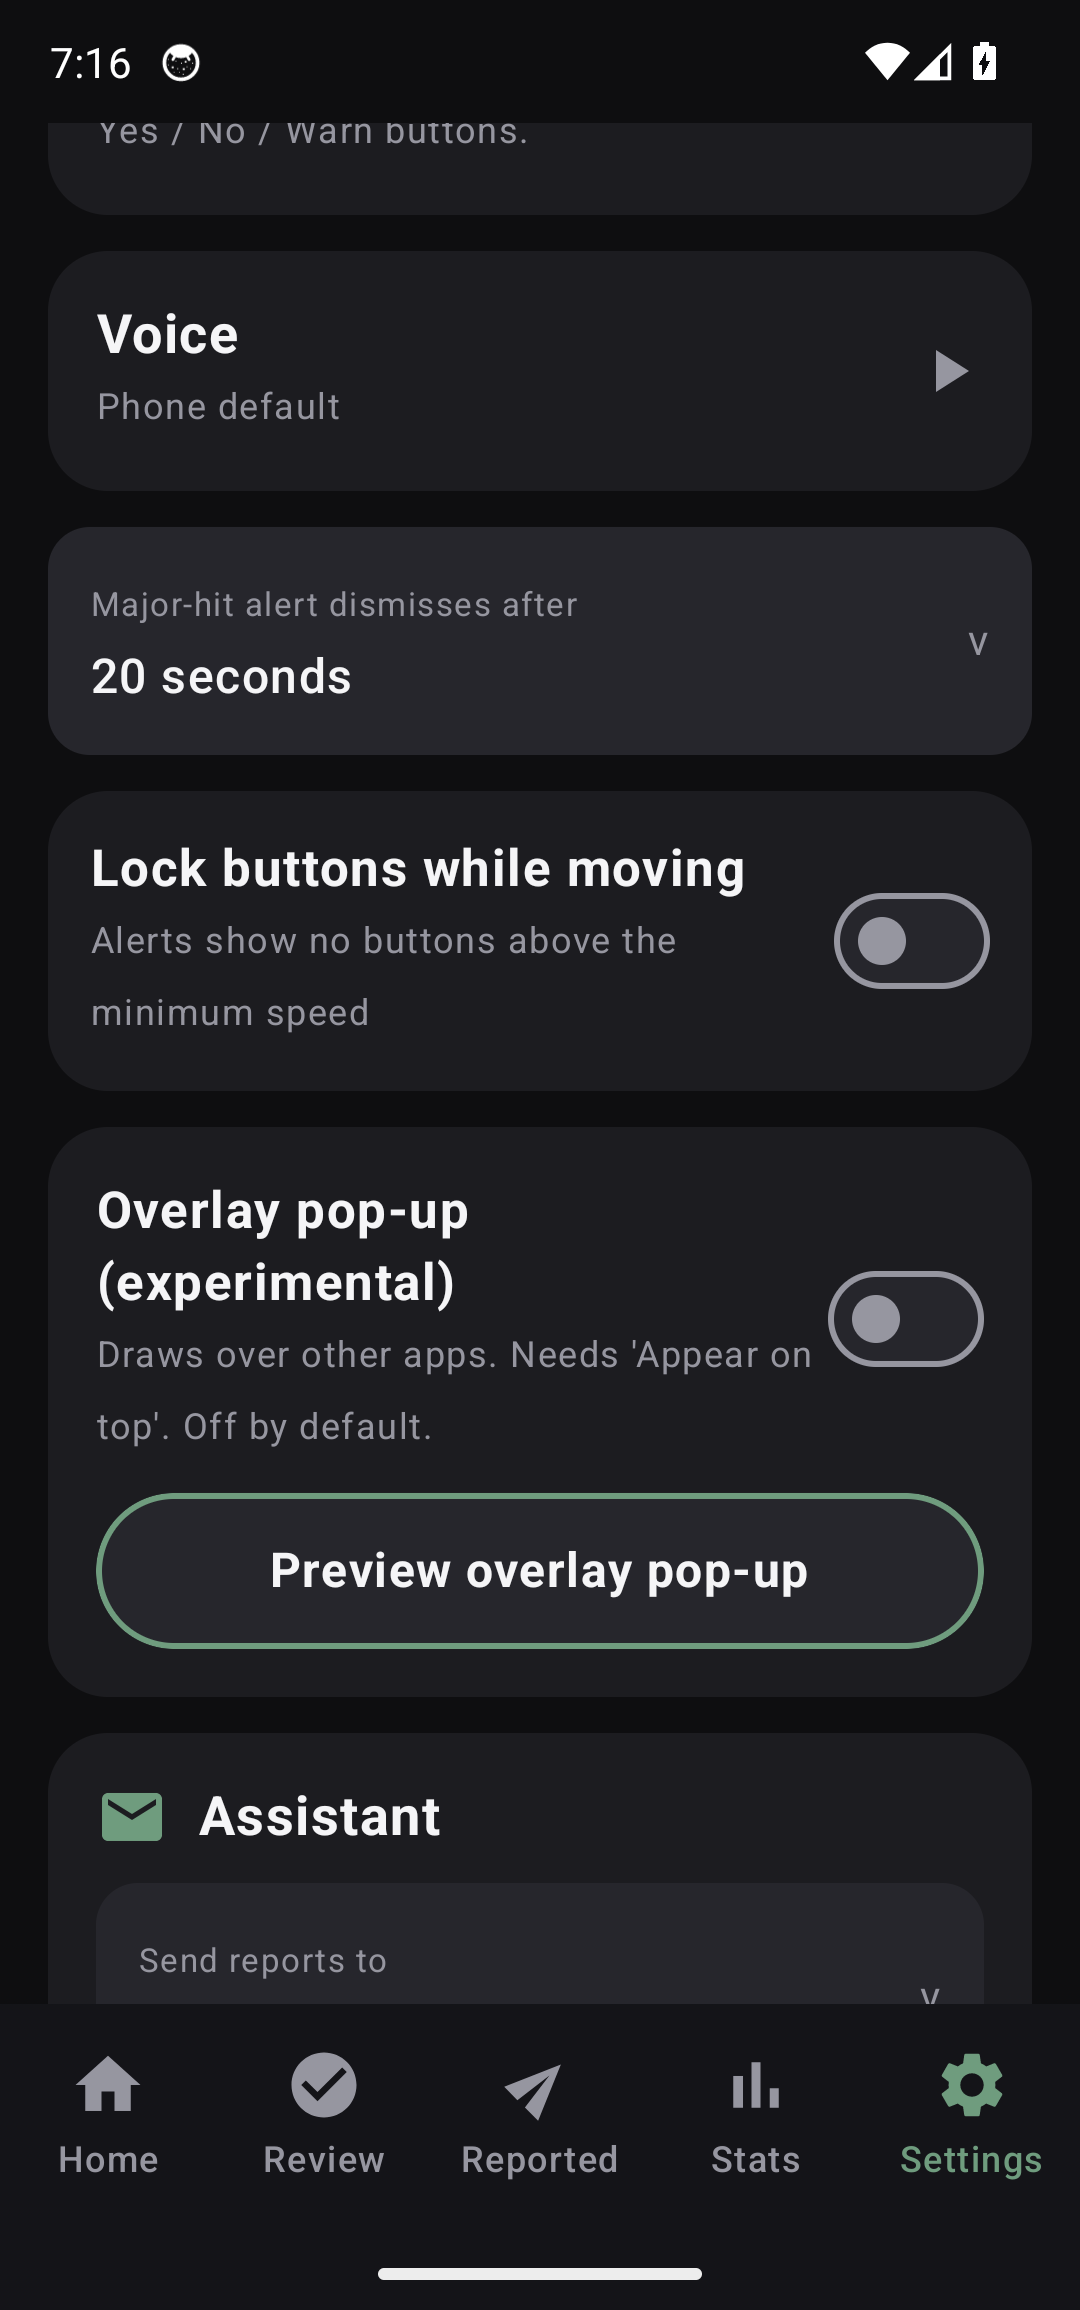 7:16
Yes / No / Warn buttons.
Voice
Phone default
Major-hit alert dismisses after
20 seconds
v
Lock buttons while moving
Alerts show no buttons above the
minimum speed
Overlay pop-up
(experimental)
Draws over other apps. Needs 'Appear on
top'. Off by default.
Preview overlay pop-up
Assistant
Send reports to
v
Home
Review
Reported
Stats
Settings